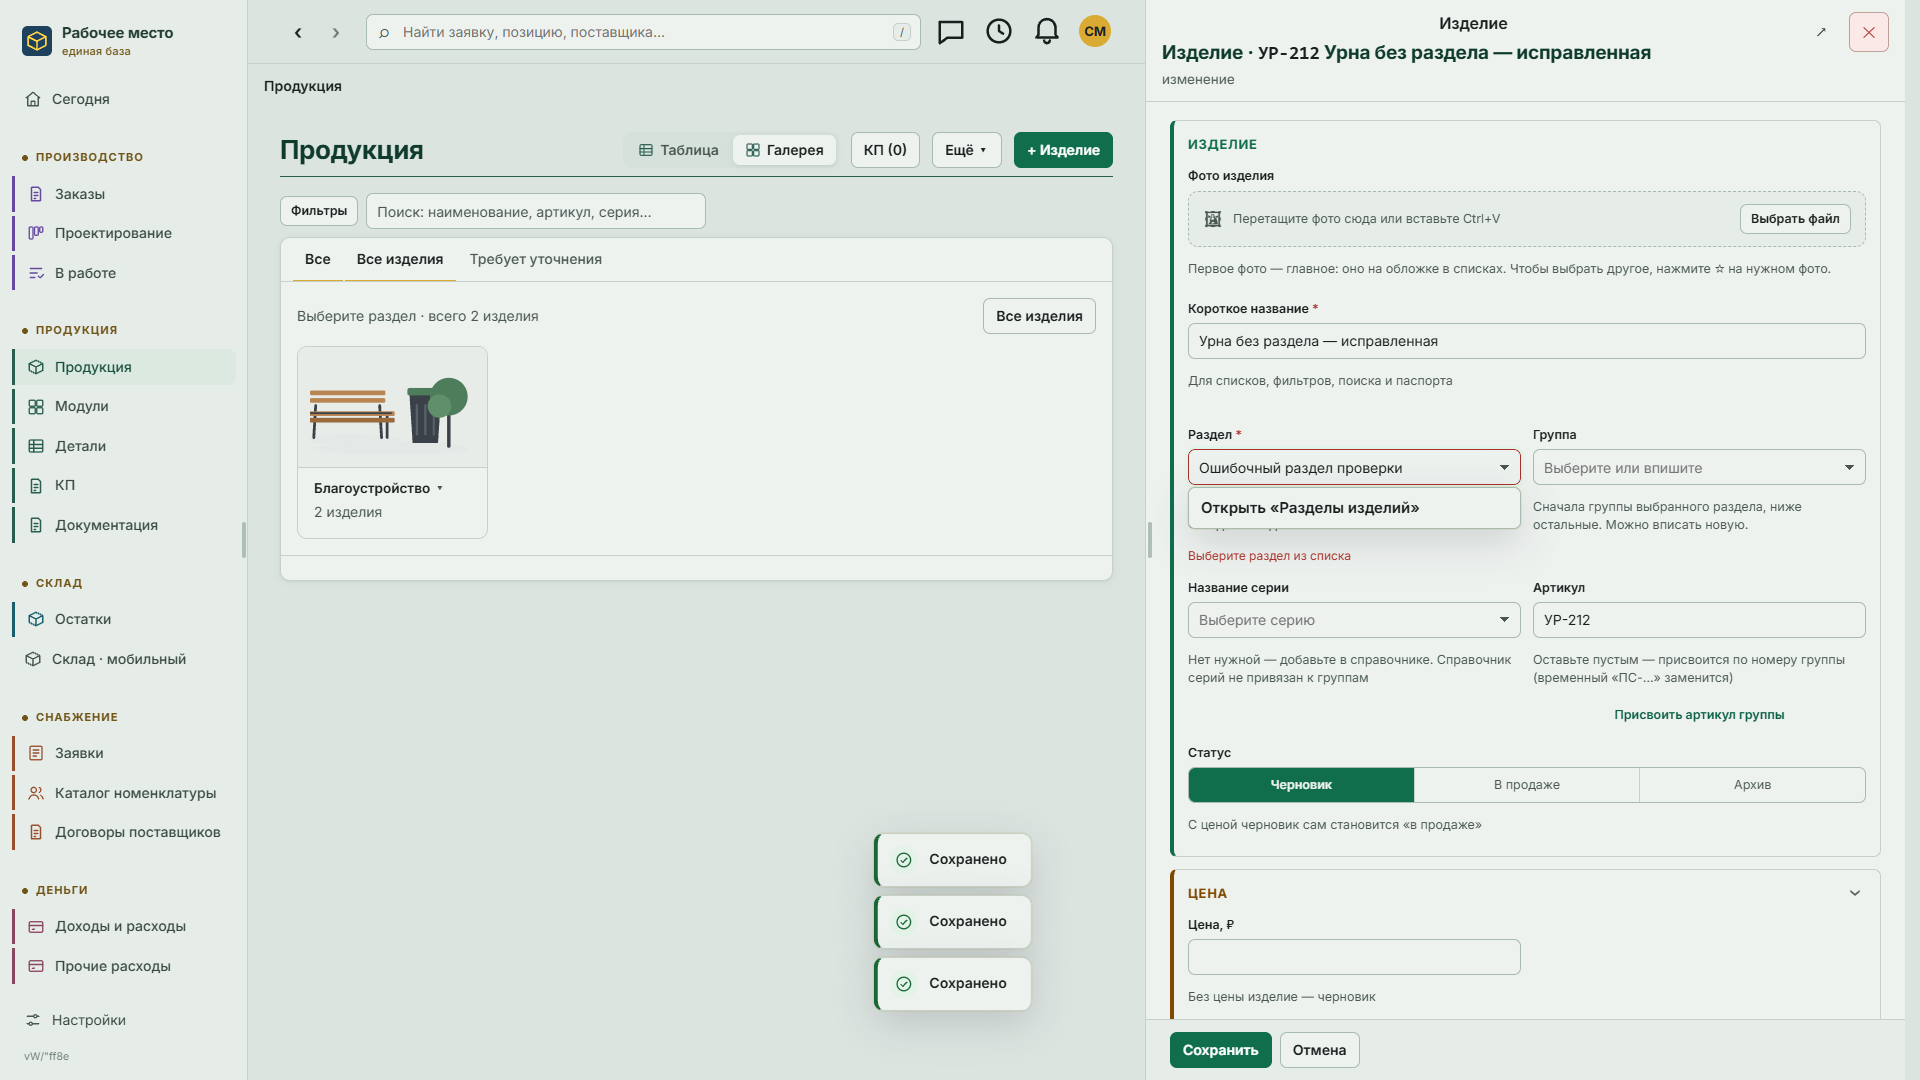 Рабочее место
единая база
Сегодня
ПРОИЗВОДСТВО
Заказы
Проектирование
В работе
ПРОДУКЦИЯ
Продукция
Модули
Детали
КП
Документация
СКЛАД
Остатки
Склад · мобильный
СНАБЖЕНИЕ
Заявки
Каталог номенклатуры
Договоры поставщиков
ДЕНЬГИ
Доходы и расходы
Прочие расходы
Настройки
vW/"ff8e
Найти заявку, позицию, поставщика...
/
СМ
Продукция
Продукция
Таблица
Галерея
КП (0)
Ещё
+ Изделие
Фильтры
Поиск: наименование, артикул, серия...
Все
Все изделия
Требует уточнения
Выберите раздел · всего 2 изделия
Все изделия
Благоустройство
2 изделия
Сохранено
Сохранено
Сохранено
Изделие
Изделие · УР-212 Урна без раздела — исправленная
изменение
ИЗДЕЛИЕ
Фото изделия
Перетащите фото сюда или вставьте Ctrl+V
Выбрать файл
Первое фото — главное: оно на обложке в списках. Чтобы выбрать другое, нажмите ☆ на нужном фото.
Короткое название *
Урна без раздела — исправленная
Для списков, фильтров, поиска и паспорта
Раздел *
Группа
Ошибочный раздел проверки
Выберите или впишите
Открыть «Разделы изделий»
Сначала группы выбранного раздела, ниже
остальные. Можно вписать новую.
Выберите раздел из списка
Название серии
Артикул
Выберите серию
УР-212
Нет нужной — добавьте в справочнике. Справочник
серий не привязан к группам
Оставьте пустым — присвоится по номеру группы
(временный «ПС-...» заменится)
Присвоить артикул группы
Статус
Черновик
В продаже
Архив
С ценой черновик сам становится «в продаже»
ЦЕНА
Цена, ₽
Без цены изделие — черновик
Сохранить
Отмена